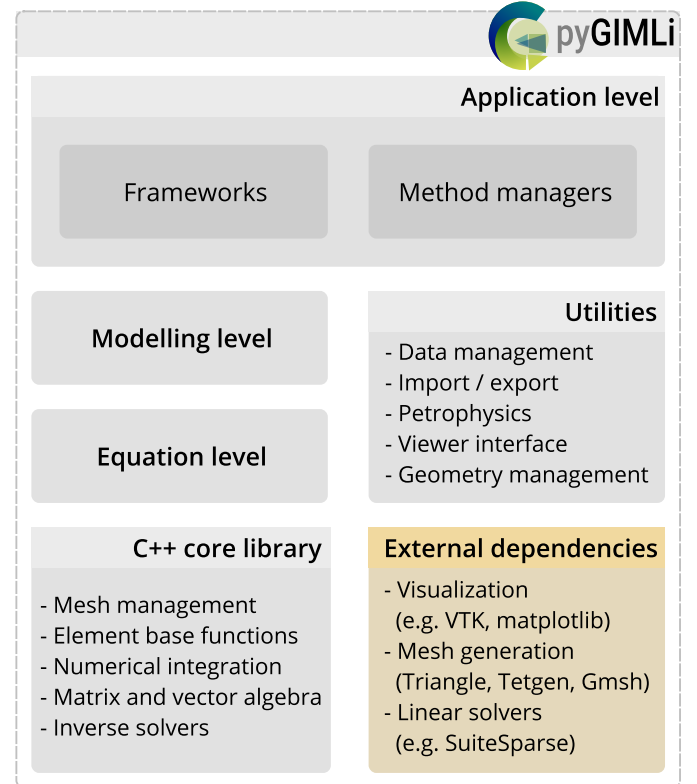 pyGIMLi
Application level
Frameworks
Method managers
Modelling level
Equation level
Utilities
- Data management
- Import / export
- Petrophysics
- Viewer interface
- Geometry management
C++ core library
- Mesh management
- Element base functions
- Numerical integration
- Matrix and vector algebra
- Inverse solvers
External dependencies
- Visualization
(e.g. VTK, matplotlib)
- Mesh generation
(Triangle, Tetgen, Gmsh)
- Linear solvers
(e.g. SuiteSparse)